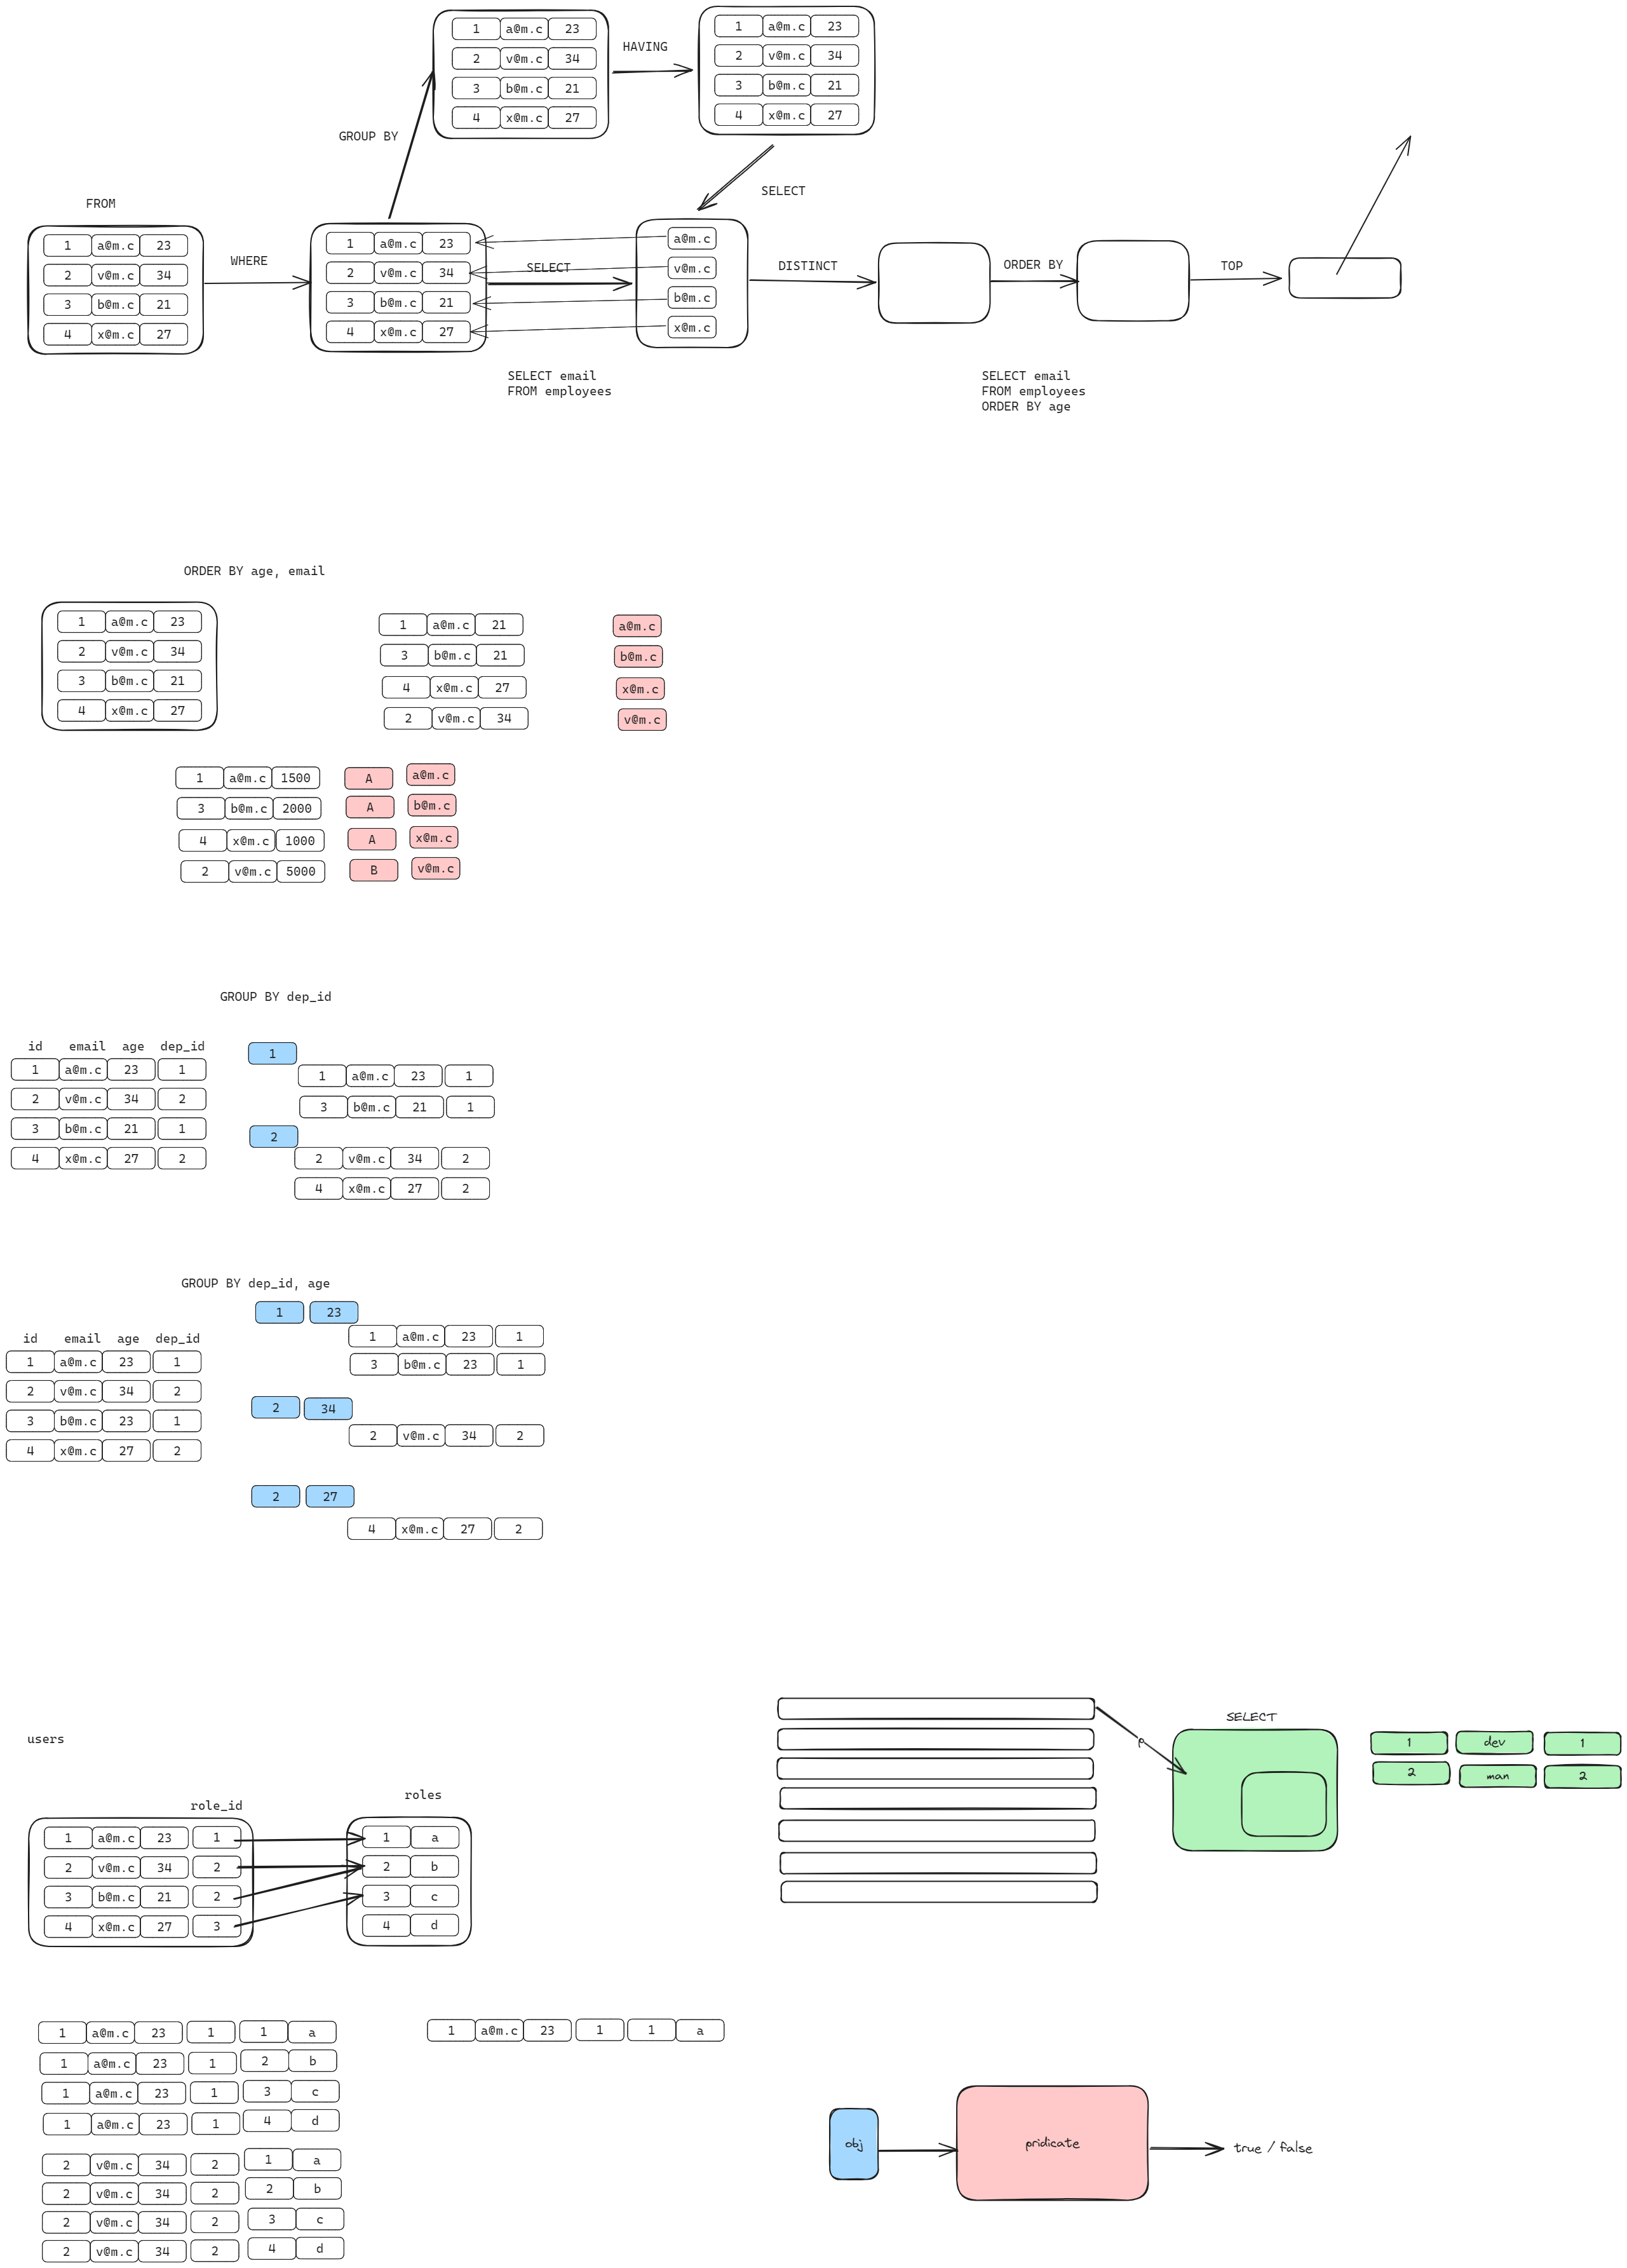 1 a@m.c 23
2 v@m.c 34
3 b@m.c 21
4 x@m.c 27
HAVING
1 a@m.c 23
2 v@m.c 34
3 b@m.c 21
4 x@m.c 27
GROUP BY
SELECT
FROM
1 a@m.c 23
2 v@m.c 34
3 b@m.c 21
4 x@m.c 27
WHERE
1 a@m.c 23
2 v@m.c 34
3 b@m.c 21
4 x@m.c 27
SELECT
a@m.c
v@m.c
b@m.c
x@m.c
DISTINCT
ORDER BY
TOP
SELECT email
FROM employees
SELECT email
FROM employees
ORDER BY age
ORDER BY age, email
1 a@m.c 23
2 v@m.c 34
3 b@m.c 21
4 x@m.c 27
1 a@m.c 21
3 b@m.c 21
4 x@m.c 27
2 v@m.c 34
a@m.c
b@m.c
x@m.c
v@m.c
1 a@m.c 1500 A a@m.c
3 b@m.c 2000 A b@m.c
4 x@m.c 1000 A x@m.c
2 v@m.c 5000 B v@m.c
GROUP BY dep_id
id email age dep_id
1 a@m.c 23 1
2 v@m.c 34 2
3 b@m.c 21 1
4 x@m.c 27 2
1
1 a@m.c 23 1
3 b@m.c 21 1
2
2 v@m.c 34 2
4 x@m.c 27 2
GROUP BY dep_id, age
id email age dep_id
1 a@m.c 23 1
2 v@m.c 34 2
3 b@m.c 23 1
4 x@m.c 27 2
1 23
1 a@m.c 23 1
3 b@m.c 23 1
2 34
2 v@m.c 34 2
2 27
4 x@m.c 27 2
users
role_id
1 a@m.c 23 1
2 v@m.c 34 2
3 b@m.c 21 2
4 x@m.c 27 3
roles
1 a
2 b
3 c
4 d
p
SELECT
1 dev 1
2 man 2
1 a@m.c 23 1 1 a
1 a@m.c 23 1 2 b
1 a@m.c 23 1 3 c
1 a@m.c 23 1 4 d
2 v@m.c 34 2 1 a
2 v@m.c 34 2 2 b
2 v@m.c 34 2 3 c
2 v@m.c 34 2 4 d
1 a@m.c 23 1 1 a
obj
pridicate
true / false